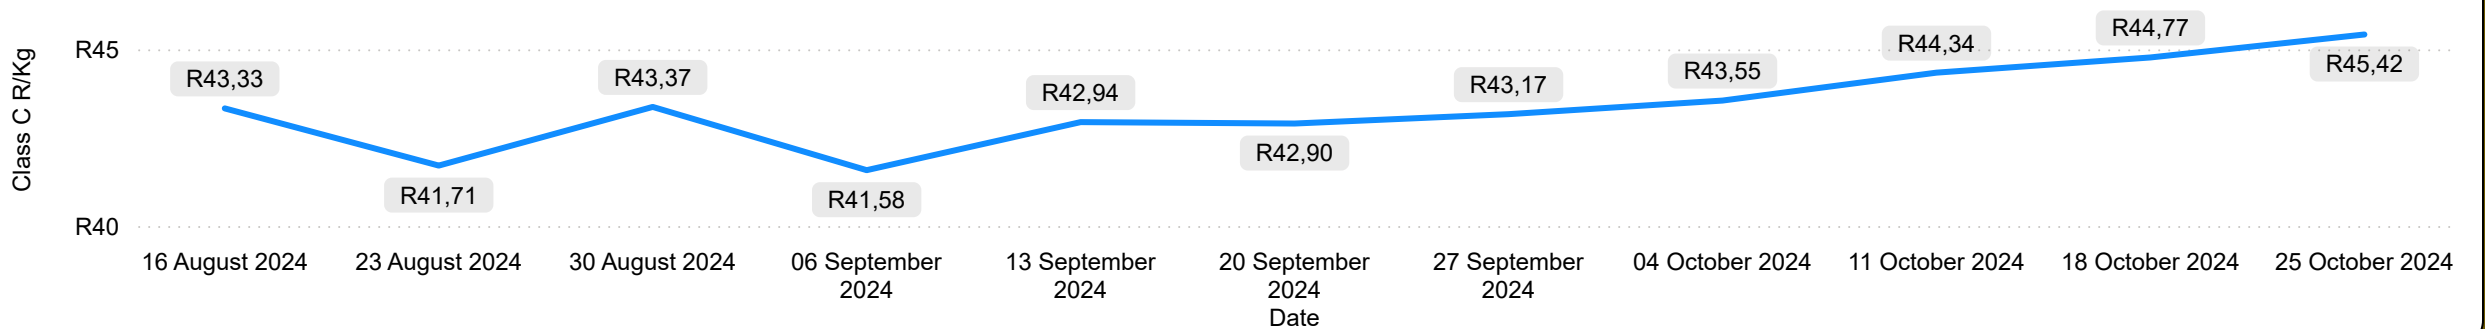 Class C R/Kg
R45
R40
R43,33
R41,71
R43,37
R41,58
R42,94
R42,90
R43,17
R43,55
R44,34
R44,77
R45,42
16 August 2024
23 August 2024
30 August 2024
06 September
2024
13 September
2024
20 September
2024
27 September
2024
04 October 2024
11 October 2024
18 October 2024
25 October 2024
Date